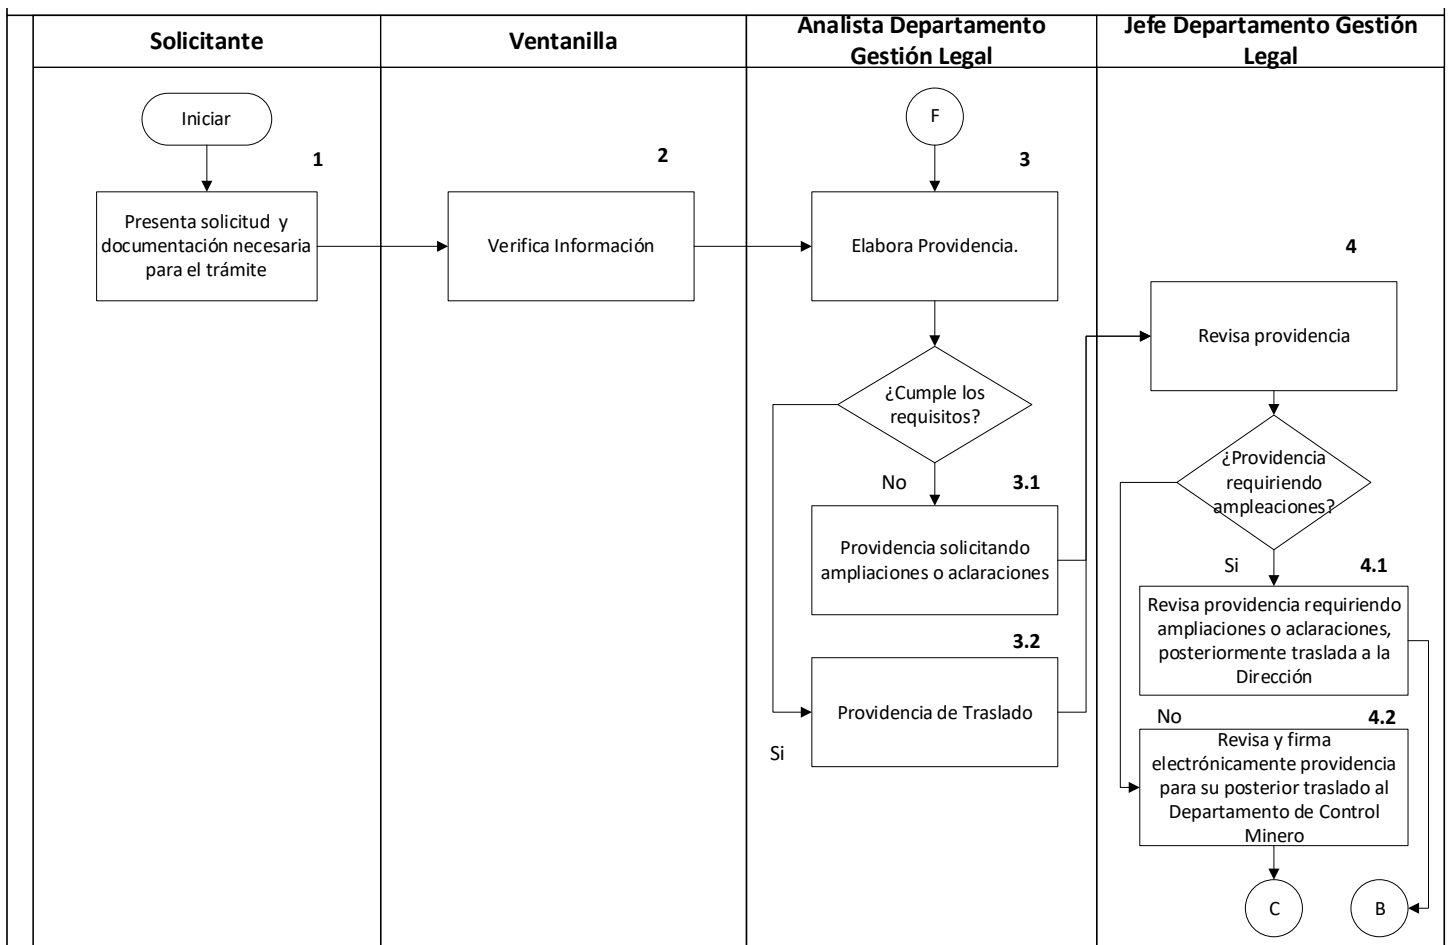 Solicitante
Ventanilla
Analista Departamento
Gestión Legal
Jefe Departamento Gestión
Legal
Iniciar
1
Presenta solicitud y
documentación necesaria
para el trámite
2
Verifica Información
F
3
Elabora Providencia.
¿Cumple los
requisitos?
No
3.1
Providencia solicitando
ampliaciones o aclaraciones
3.2
Providencia de Traslado
Si
4
Revisa providencia
¿Providencia
requiriendo
ampleaciones?
Si
4.1
Revisa providencia requiriendo
ampliaciones o aclaraciones,
posteriormente traslada a la
Dirección
No
4.2
Revisa y firma
electrónicamente providencia
para su posterior traslado al
Departamento de Control
Minero
C
B